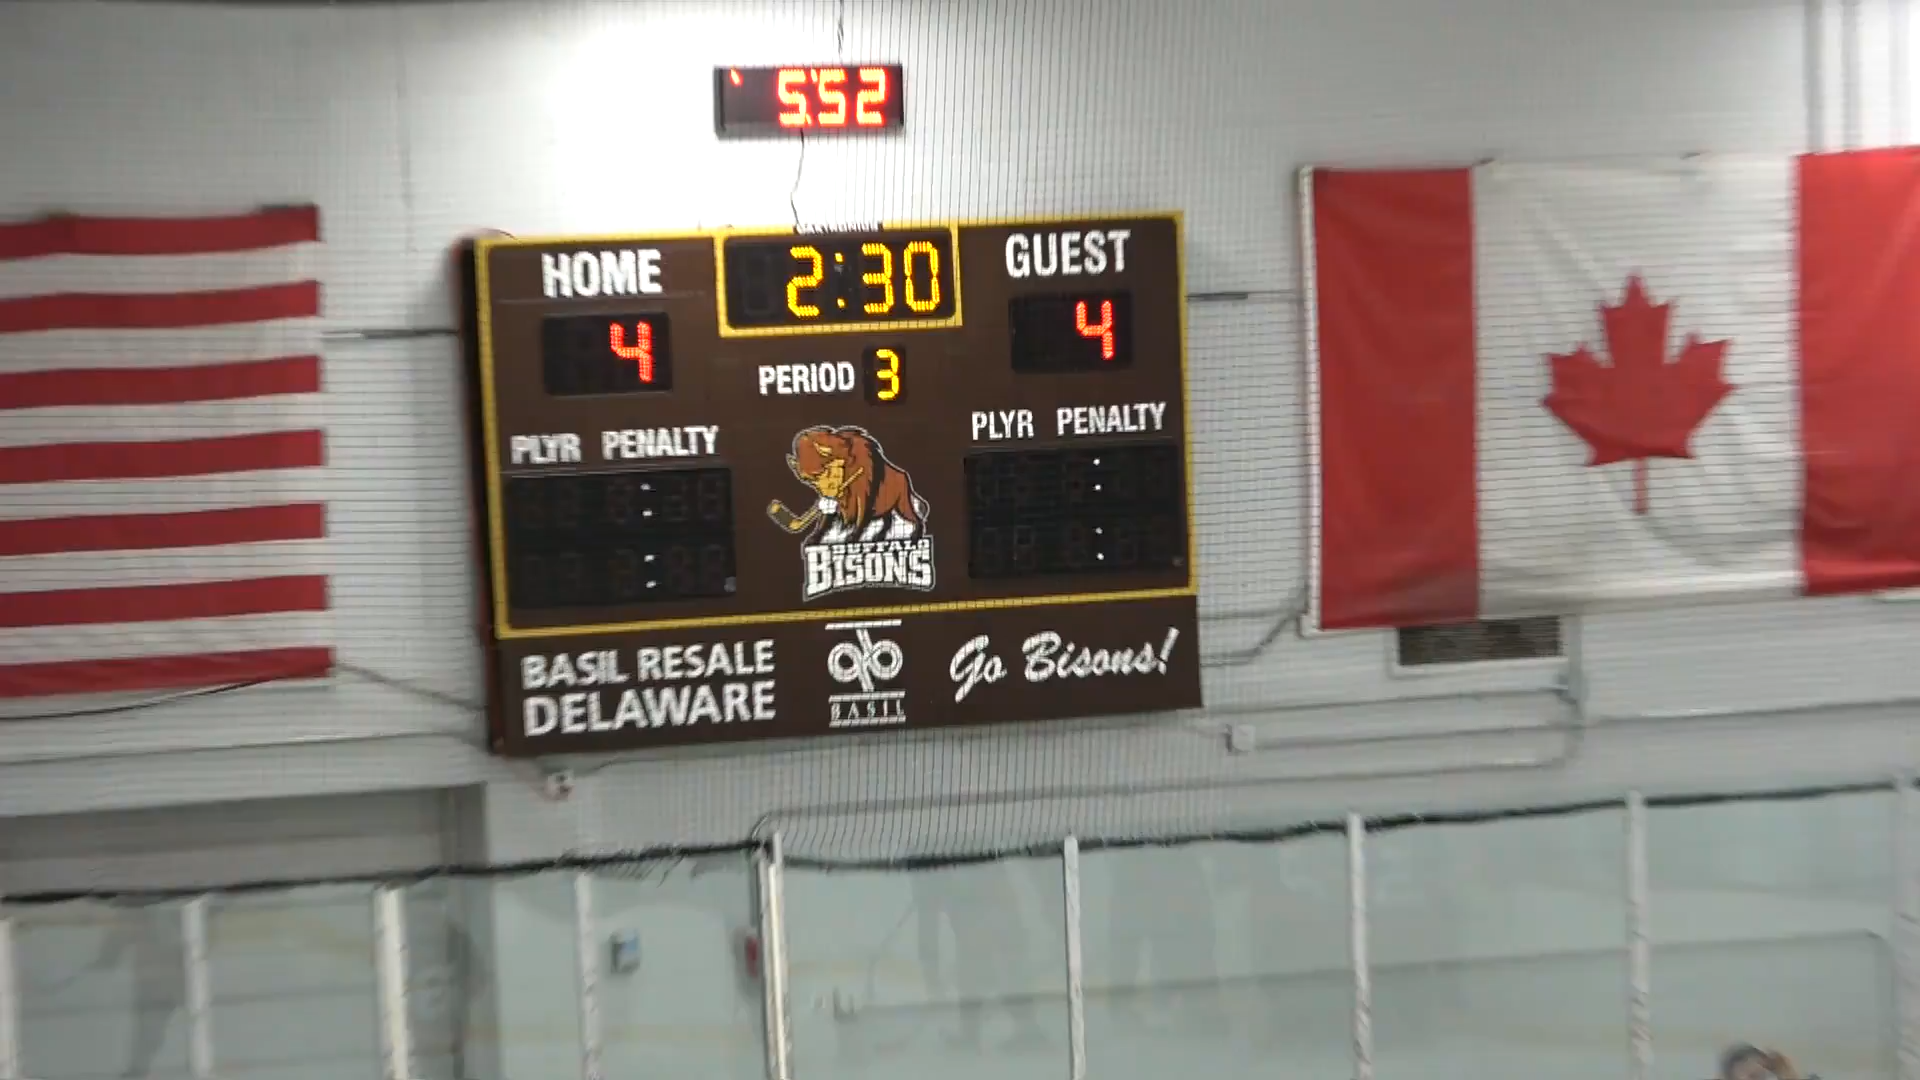 5:52
HOME
2:30
GUEST
4
4
PERIOD 3
PLYR PENALTY
PLYR PENALTY
BUFFALO
BISONS
BASIL RESALE
DELAWARE
BASIL
Go Bisons!